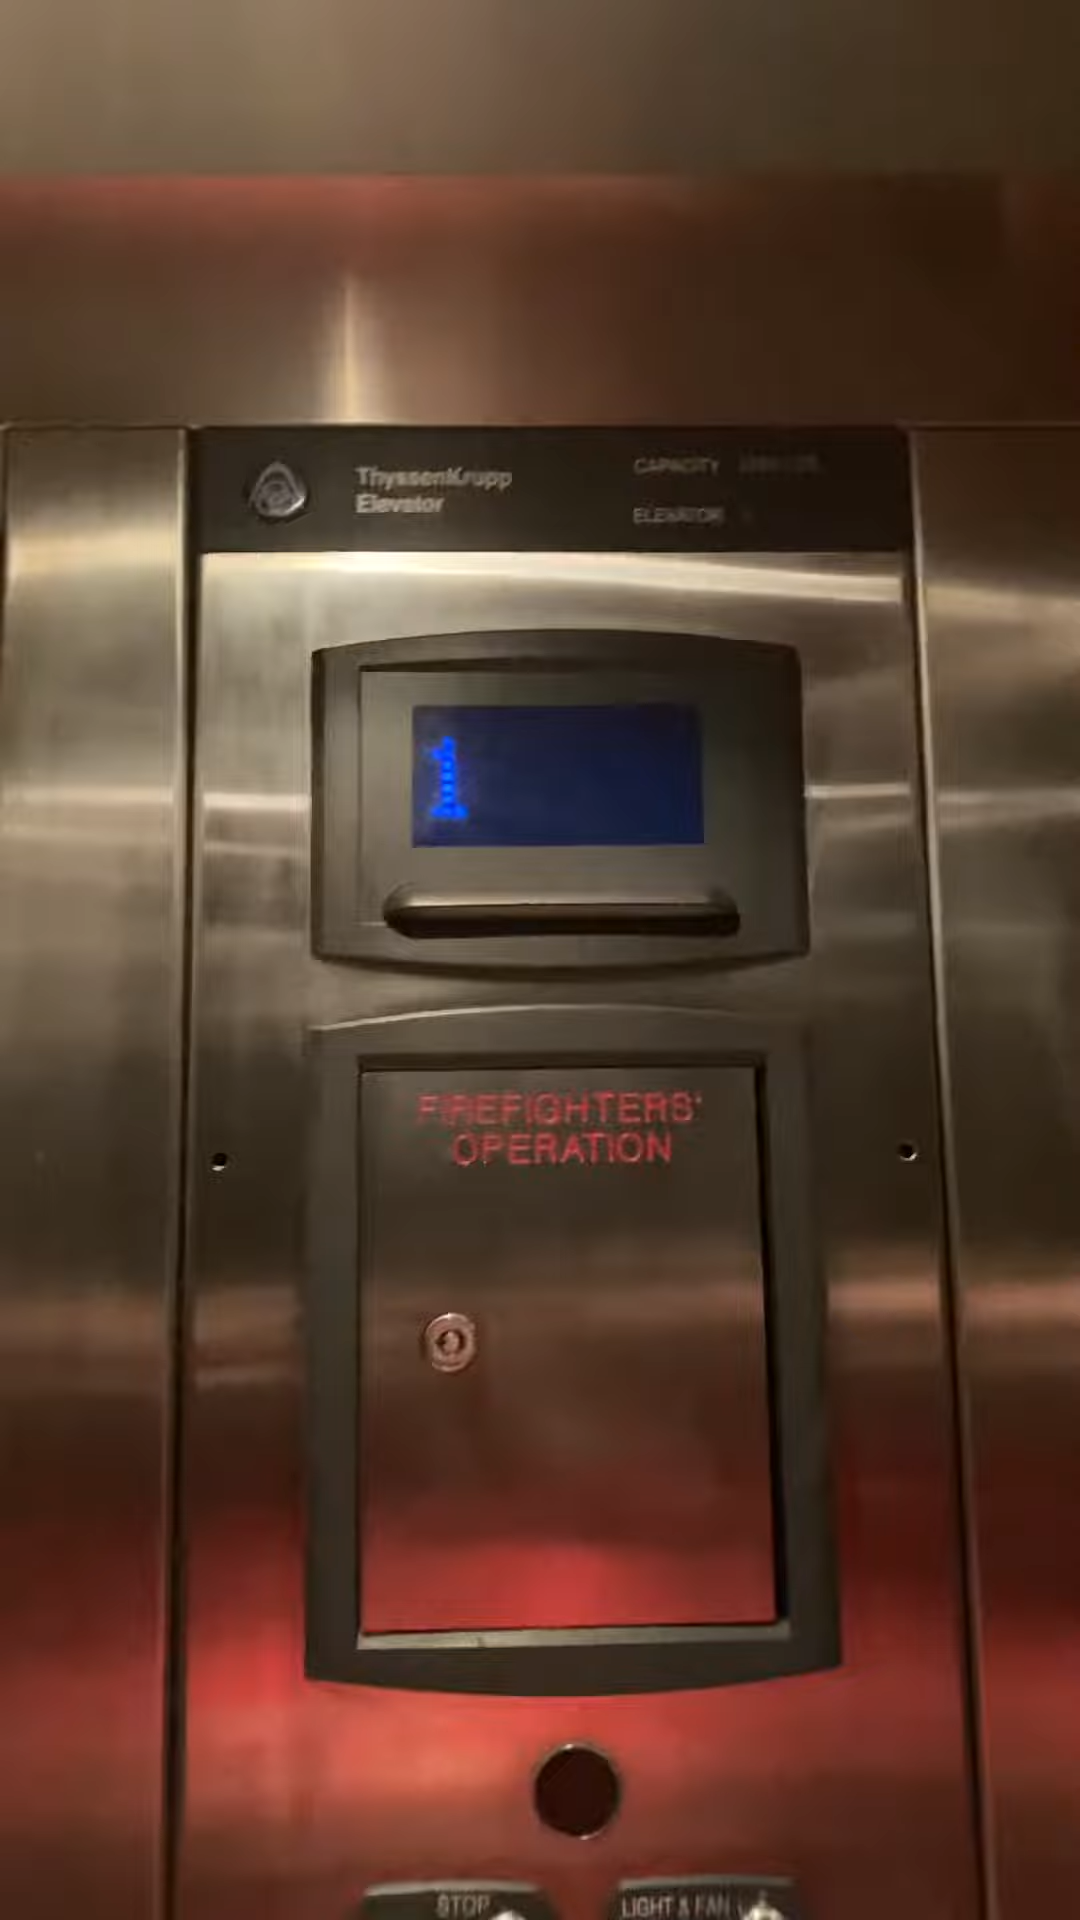 ThyssenKrupp
Elevator
CAPACITY
ELEVATOR
1
FIREFIGHTERS'
OPERATION
STOP
LIGHT & FAN